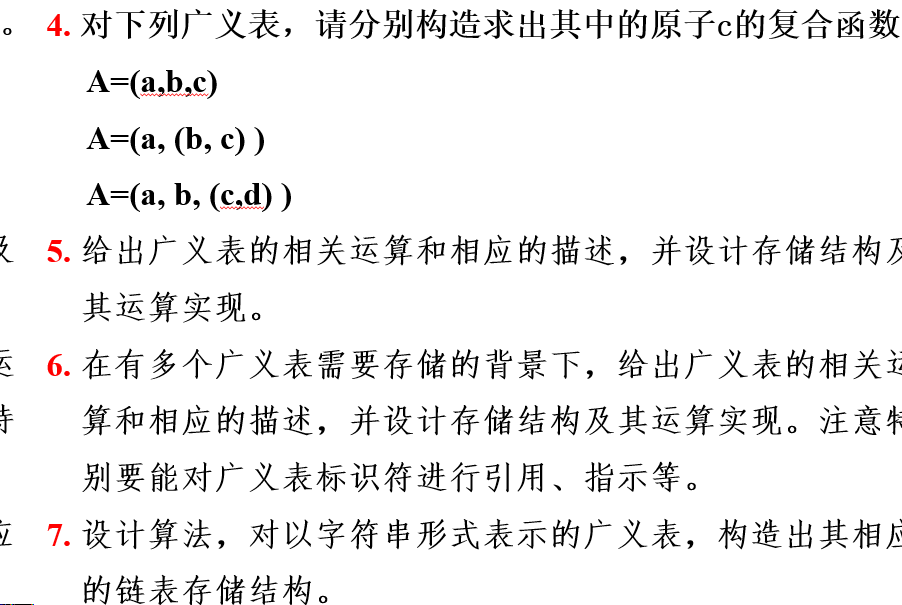 。 4. 对下列广义表，请分别构造求出其中的原子c的复合函数
A=(a,b,c)
A=(a, (b, c) )
A=(a, b, (c,d) )
5. 给出广义表的相关运算和相应的描述，并设计存储结构及
其运算实现。
6. 在有多个广义表需要存储的背景下，给出广义表的相关运
算和相应的描述，并设计存储结构及其运算实现。注意特
别要能对广义表标识符进行引用、指示等。
7. 设计算法，对以字符串形式表示的广义表，构造出其相应
的链表存储结构。